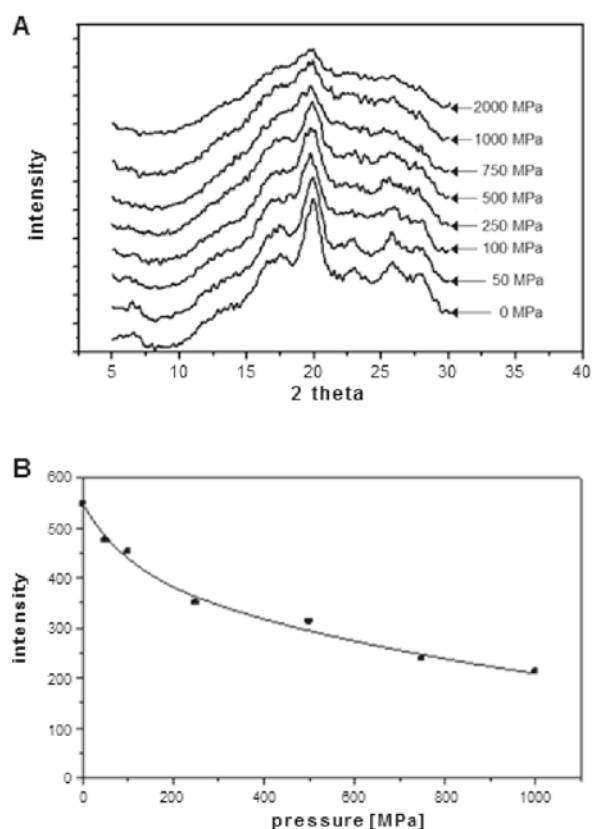 A
intensity
2000 MPa
1000 MPa
750 MPa
500 MPa
250 MPa
100 MPa
50 MPa
0 MPa
5 10 15 20 25 30 35 40
2 theta
B
600
500
400
300
200
100
0
intensity
0 200 400 600 800 1000
pressure [MPa]